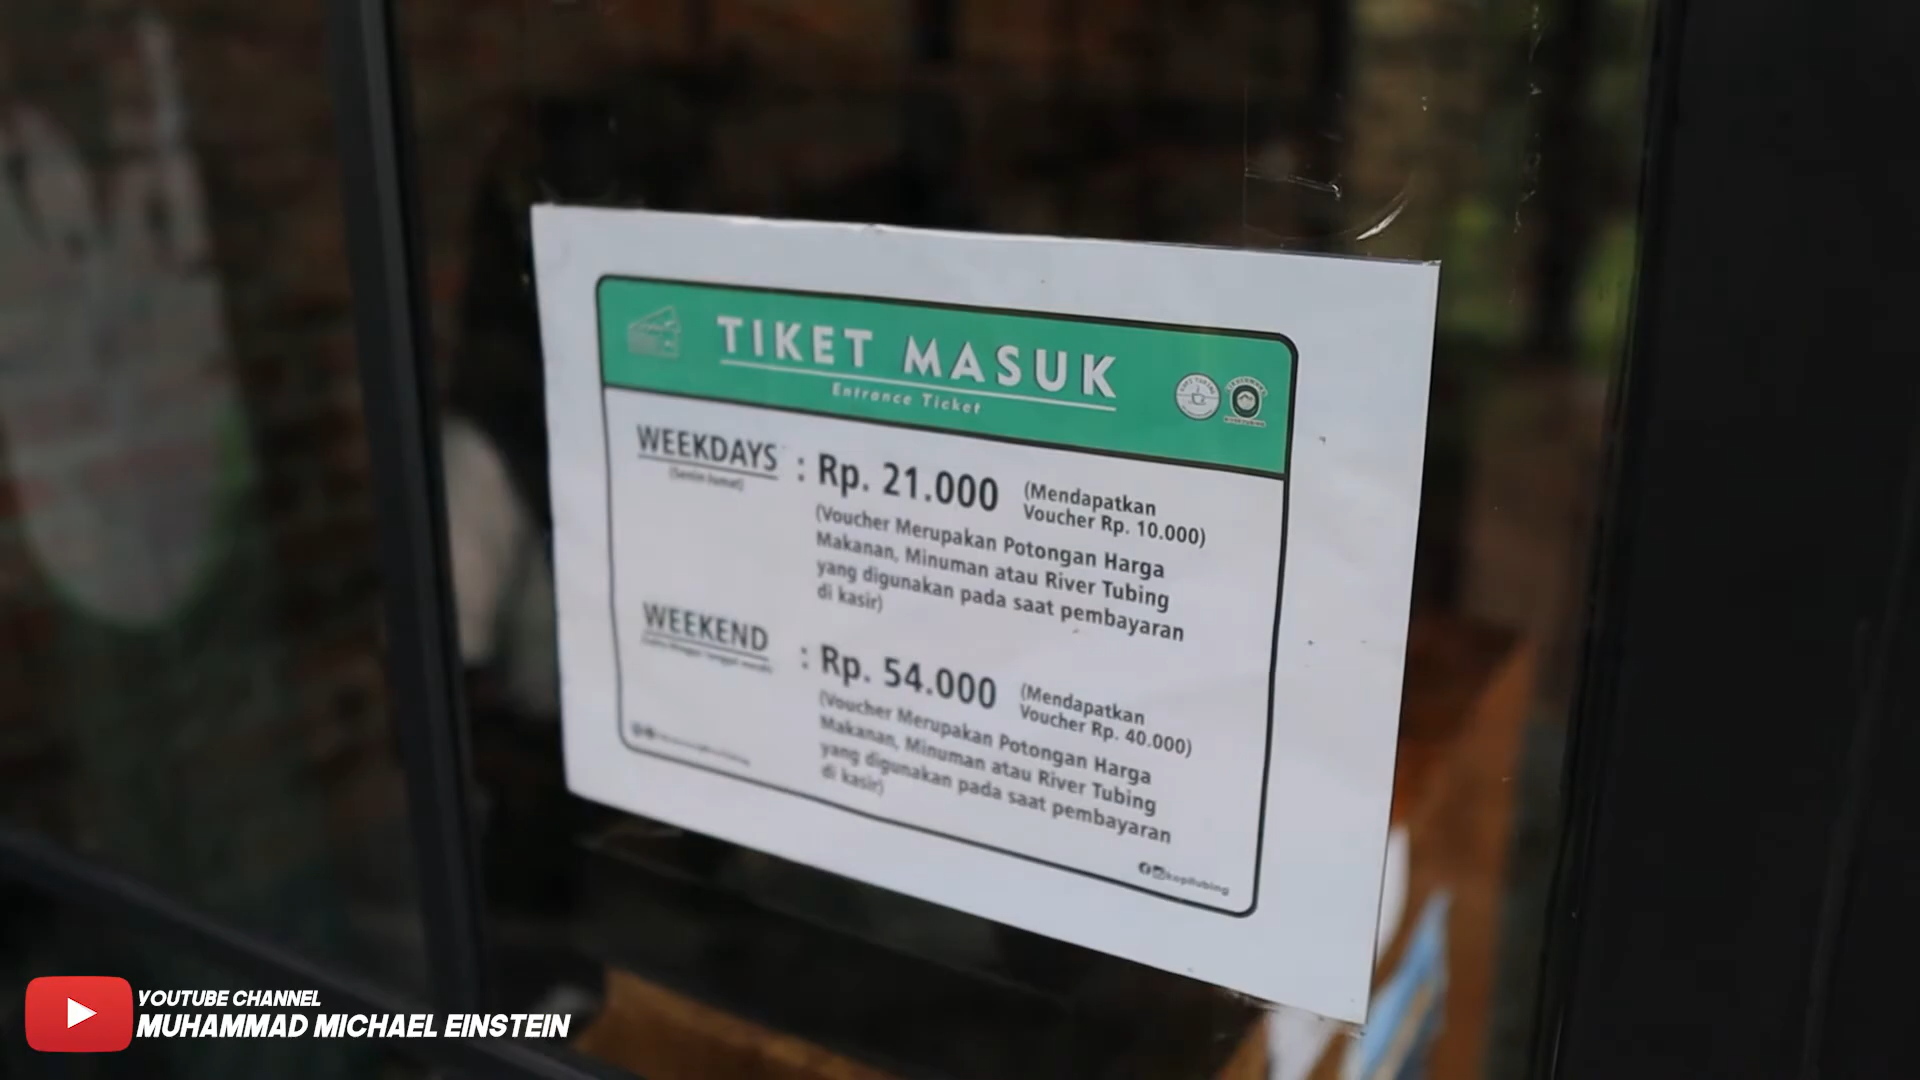 TIKET MASUK
Entrance Ticket
WEEKDAYS : Rp. 21.000 (Mendapatkan
Voucher Rp. 10.000)
(Senin-Jumat)
(Voucher Merupakan Potongan Harga
Makanan, Minuman atau River Tubing
yang digunakan pada saat pembayaran
di kasir)
WEEKEND : Rp. 54.000 (Mendapatkan
Voucher Rp. 40.000)
(Voucher Merupakan Potongan Harga
Makanan, Minuman atau River Tubing
yang digunakan pada saat pembayaran
di kasir)
kopitubing
YOUTUBE CHANNEL
MUHAMMAD MICHAEL EINSTEIN